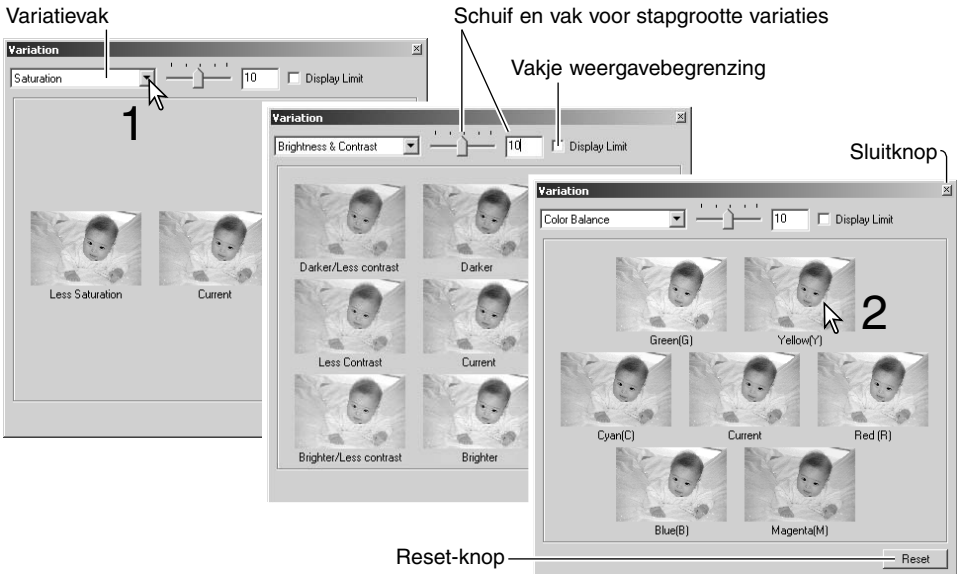 Variatievak
Schuif en vak voor stapgrootte variaties
Vakje weergavebegrenzing
Sluitknop
Variation
Saturation
10
Display Limit
1
Less Saturation
Current
Variation
Brightness & Contrast
10
Display Limit
Darker/Less contrast
Darker
Less Contrast
Current
Brighter/Less contrast
Brighter
Variation
Color Balance
10
Display Limit
2
Green(G)
Yellow(Y)
Cyan(C)
Current
Red (R)
Blue(B)
Magenta(M)
Reset-knop
Reset